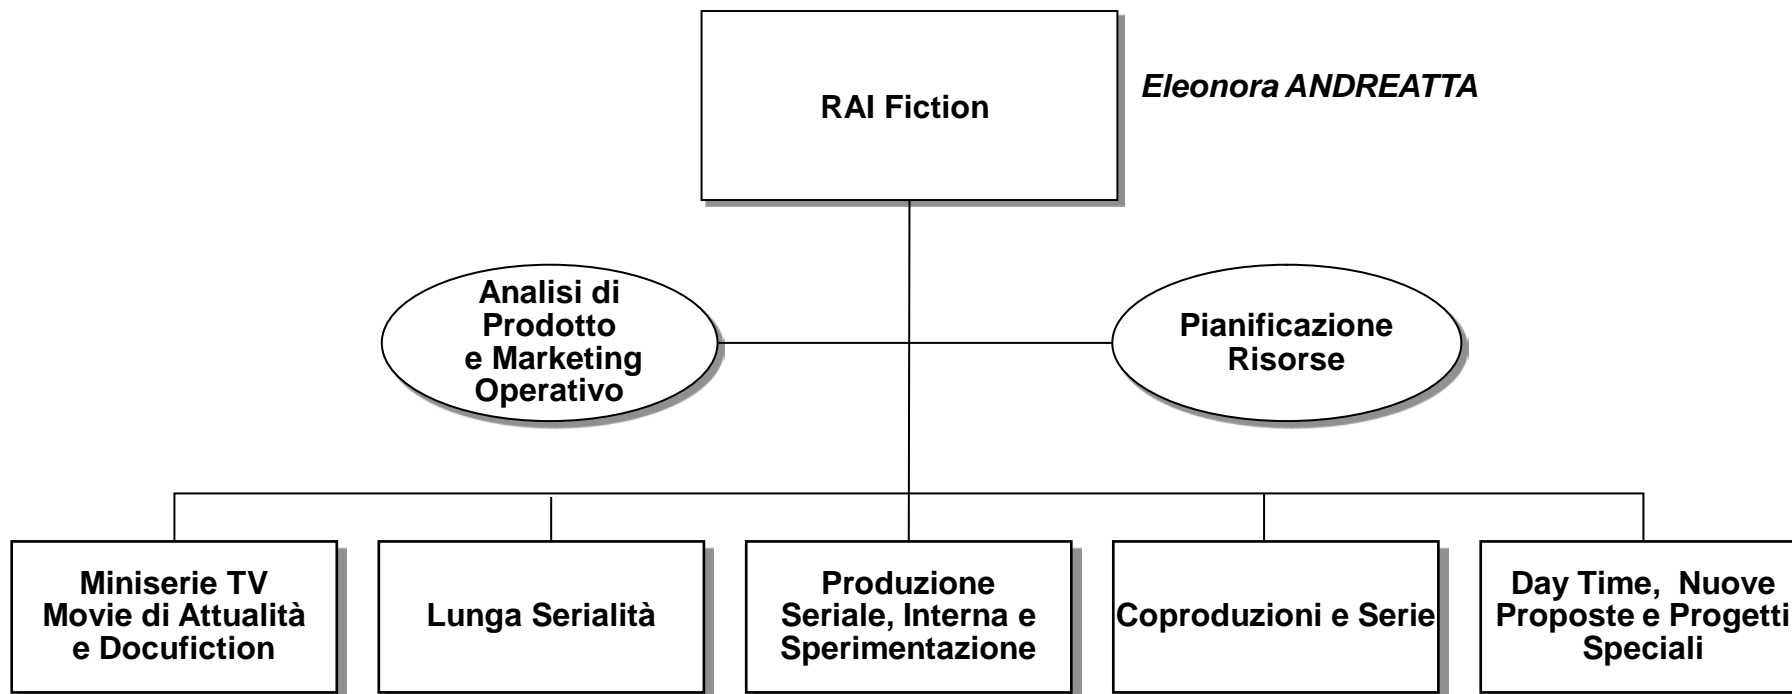 RAI Fiction
Eleonora ANDREATTA
Analisi di
Prodotto
e Marketing
Operativo
Pianificazione
Risorse
Miniserie TV
Movie di Attualità
e Docufiction
Lunga Serialità
Produzione
Seriale, Interna e
Sperimentazione
Coproduzioni e Serie
Day Time, Nuove
Proposte e Progetti
Speciali